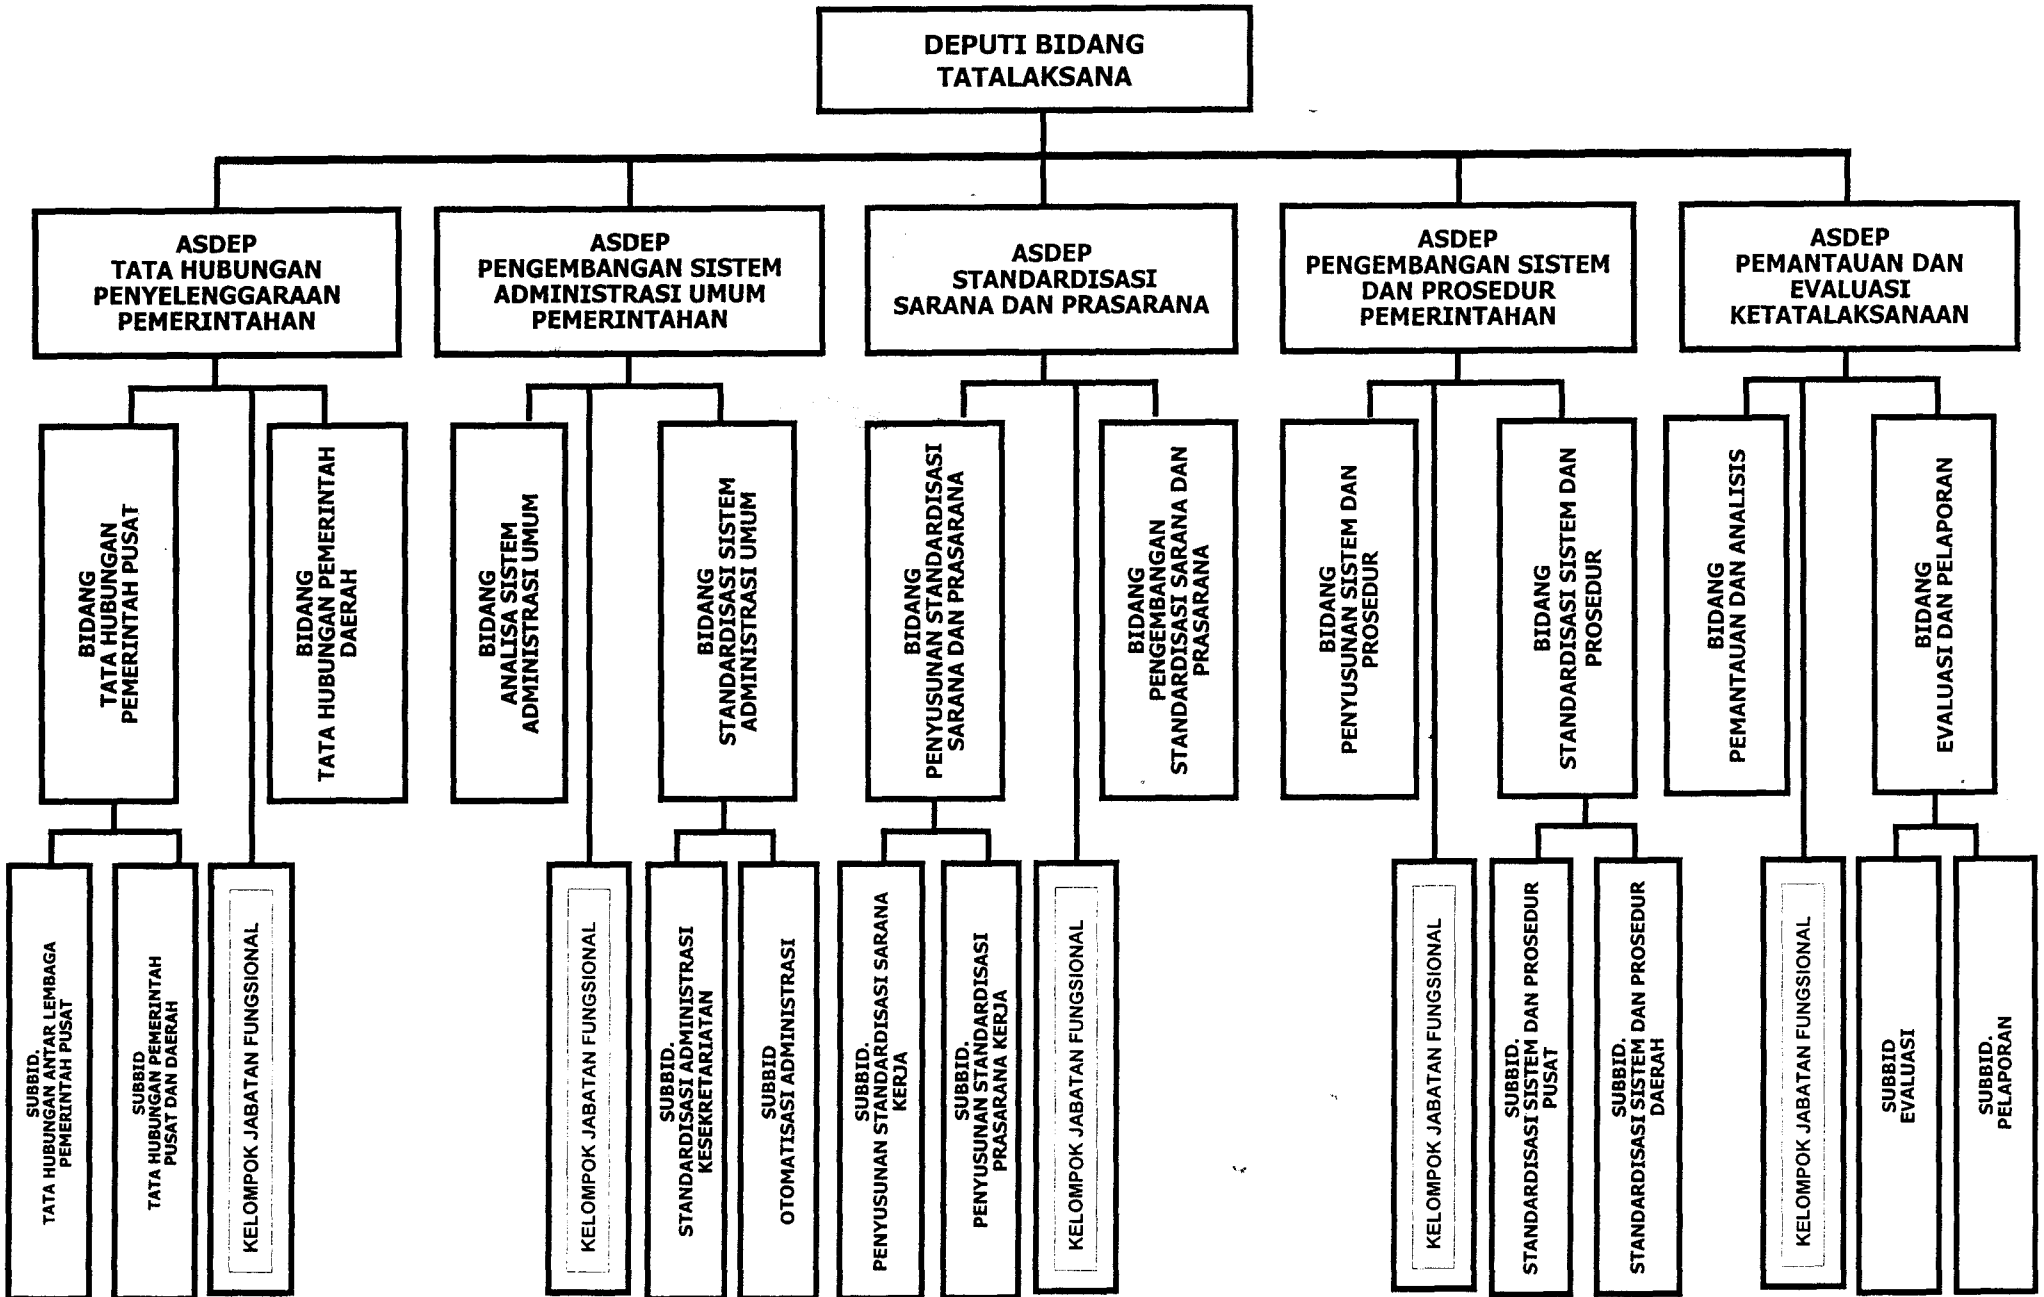 DEPUTI BIDANG
TATALAKSANA
ASDEP
TATA HUBUNGAN
PENYELENGGARAAN
PEMERINTAHAN
ASDEP
PENGEMBANGAN SISTEM
ADMINISTRASI UMUM
PEMERINTAHAN
ASDEP
STANDARDISASI
SARANA DAN PRASARANA
ASDEP
PENGEMBANGAN SISTEM
DAN PROSEDUR
PEMERINTAHAN
ASDEP
PEMANTAUAN DAN
EVALUASI
KETATALAKSANAAN
BIDANG
TATA HUBUNGAN
PEMERINTAH PUSAT
BIDANG
TATA HUBUNGAN PEMERINTAH
DAERAH
BIDANG
ANALISA SISTEM
ADMINISTRASI UMUM
BIDANG
STANDARDISASI SISTEM
ADMINISTRASI UMUM
BIDANG
PENYUSUNAN STANDARDISASI
SARANA DAN PRASARANA
BIDANG
PENGEMBANGAN
STANDARDISASI SARANA DAN
PRASARANA
BIDANG
PENYUSUNAN SISTEM DAN
PROSEDUR
BIDANG
STANDARDISASI SISTEM DAN
PROSEDUR
BIDANG
PEMANTAUAN DAN ANALISIS
BIDANG
EVALUASI DAN PELAPORAN
SUBBID.
TATA HUBUNGAN ANTAR LEMBAGA
PEMERINTAH PUSAT
SUBBID
TATA HUBUNGAN PEMERINTAH
PUSAT DAN DAERAH
KELOMPOK JABATAN FUNGSIONAL
KELOMPOK JABATAN FUNGSIONAL
SUBBID.
STANDARDISASI ADMINISTRASI
KESEKRETARIATAN
SUBBID
OTOMATISASI ADMINISTRASI
SUBBID.
PENYUSUNAN STANDARDISASI SARANA
KERJA
SUBBID.
PENYUSUNAN STANDARDISASI
PRASARANA KERJA
KELOMPOK JABATAN FUNGSIONAL
KELOMPOK JABATAN FUNGSIONAL
SUBBID.
STANDARDISASI SISTEM DAN PROSEDUR
PUSAT
SUBBID.
STANDARDISASI SISTEM DAN PROSEDUR
DAERAH
KELOMPOK JABATAN FUNGSIONAL
SUBBID
EVALUASI
SUBBID.
PELAPORAN